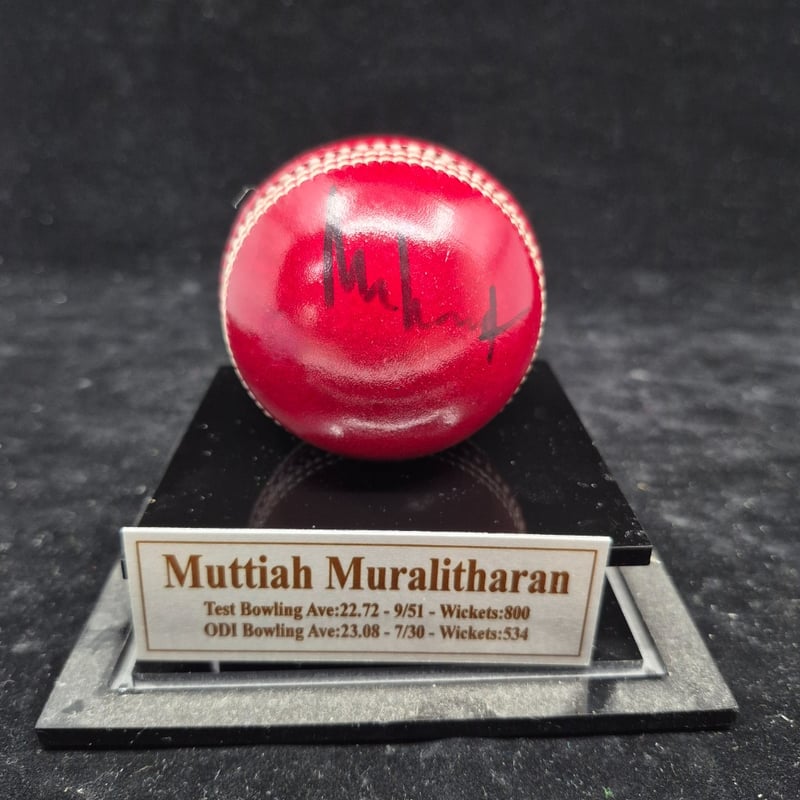 Muttiah Muralitharan
Test Bowling Ave:22.72 - 9/51 - Wickets:800
ODI Bowling Ave:23.08 - 7/30 - Wickets:534